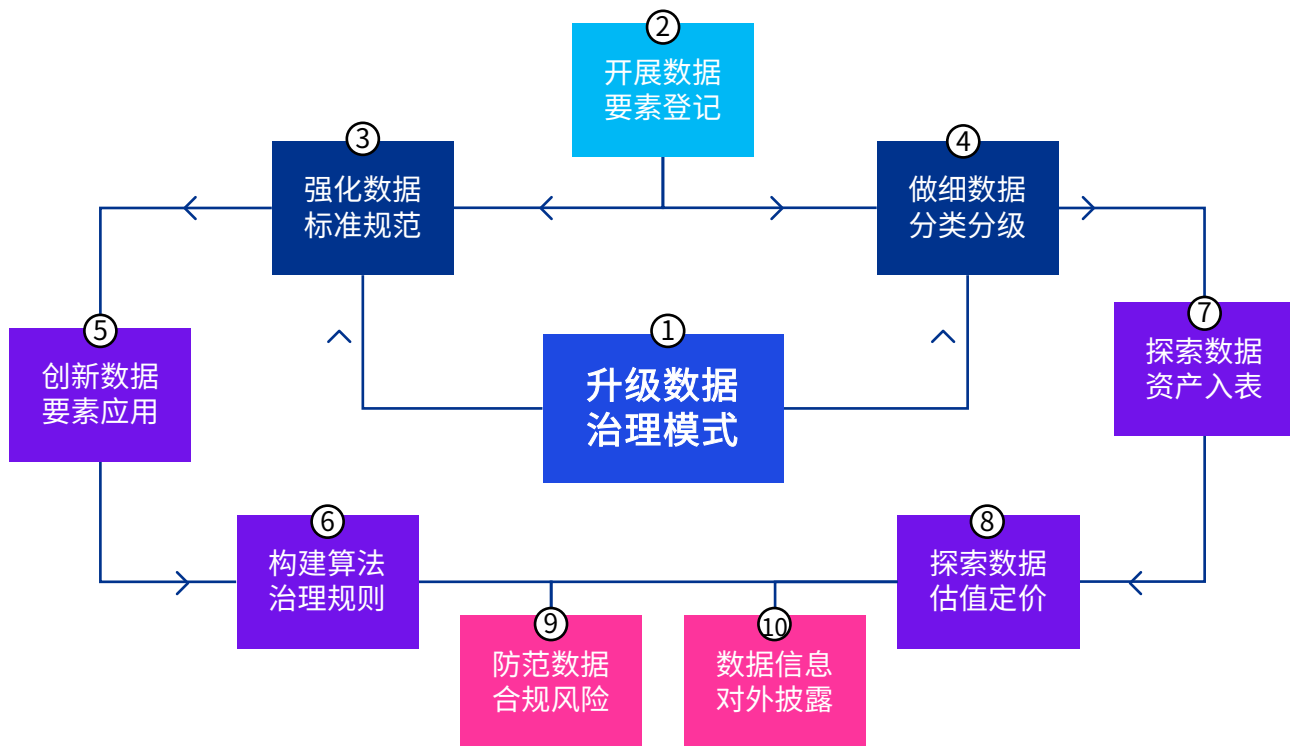 ②
开展数据
要素登记
③
强化数据
标准规范
④
做细数据
分类分级
①
升级数据
治理模式
⑤
创新数据
要素应用
⑦
探索数据
资产入表
⑥
构建算法
治理规则
⑧
探索数据
估值定价
⑨
防范数据
合规风险
⑩
数据信息
对外披露